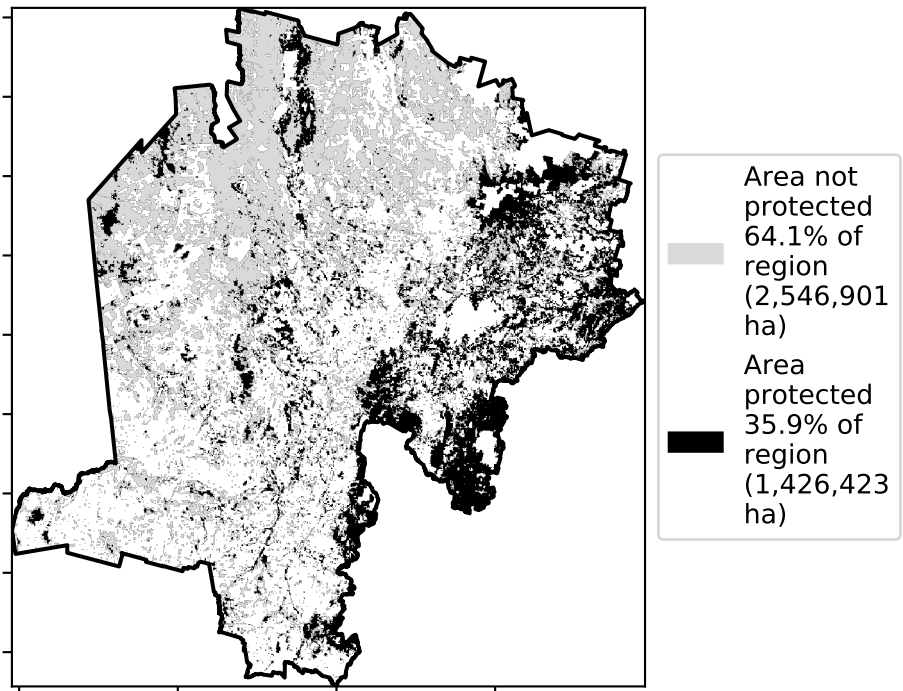 Area not
protected
64.1% of
region
(2,546,901
ha)
Area
protected
35.9% of
region
(1,426,423
ha)